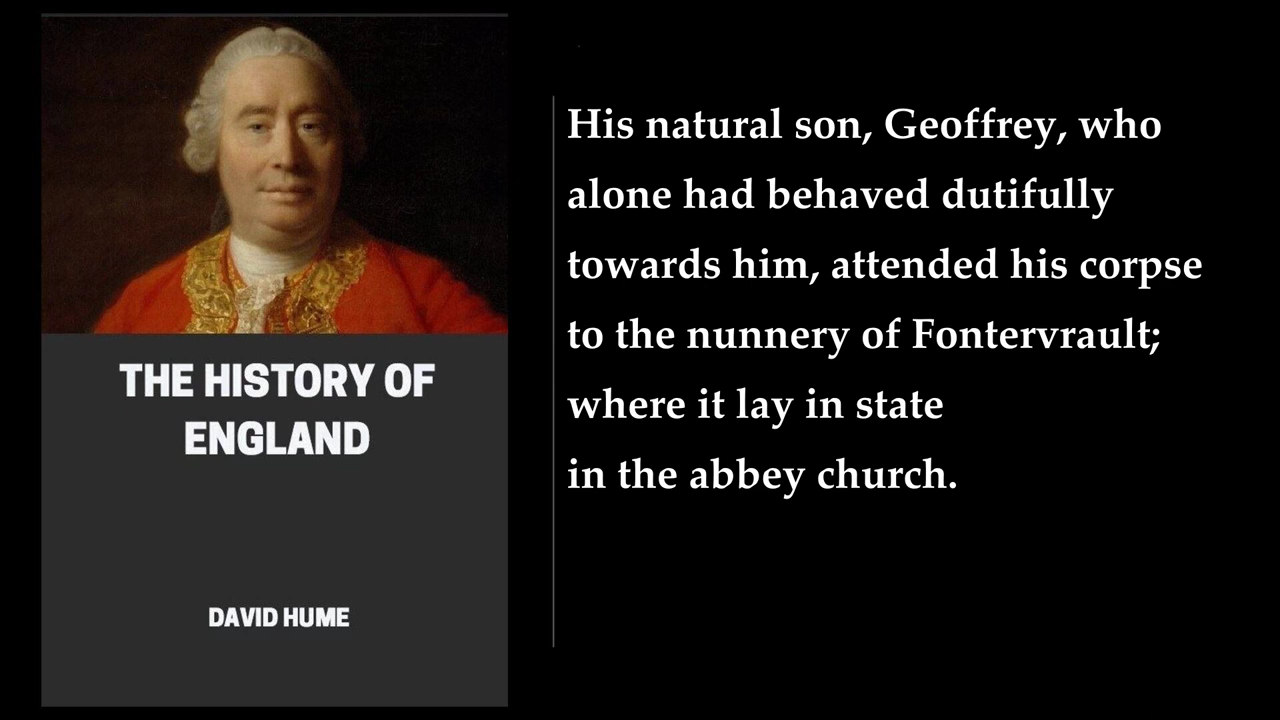 THE HISTORY OF
ENGLAND
DAVID HUME
His natural son, Geoffrey, who
alone had behaved dutifully
towards him, attended his corpse
to the nunnery of Fontervrault;
where it lay in state
in the abbey church.